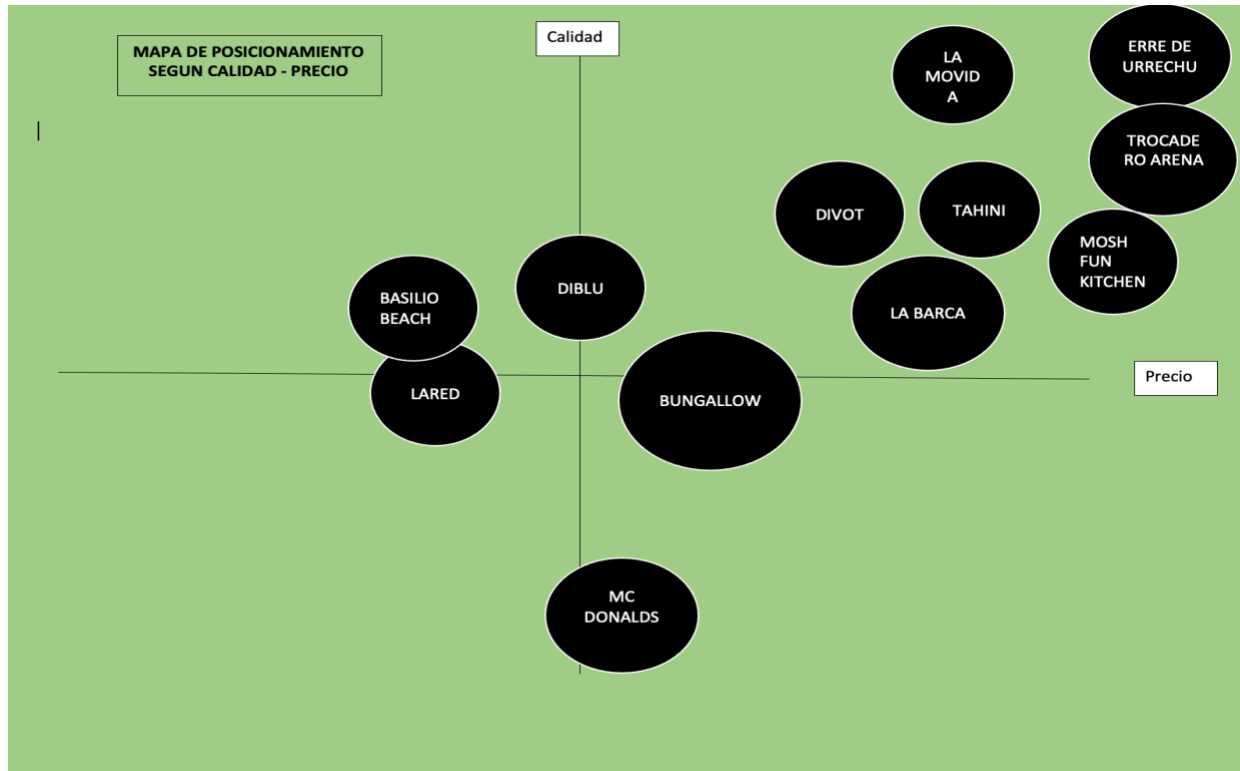 MAPA DE POSICIONAMIENTO
SEGUN CALIDAD - PRECIO
Calidad
LA
MOVID
A
ERRE DE
URRECHU
TROCADE
RO ARENA
DIVOT
TAHINI
MOSH
FUN
KITCHEN
DIBLU
BASILIO
BEACH
LA BARCA
Precio
LARED
BUNGALLOW
MC
DONALDS